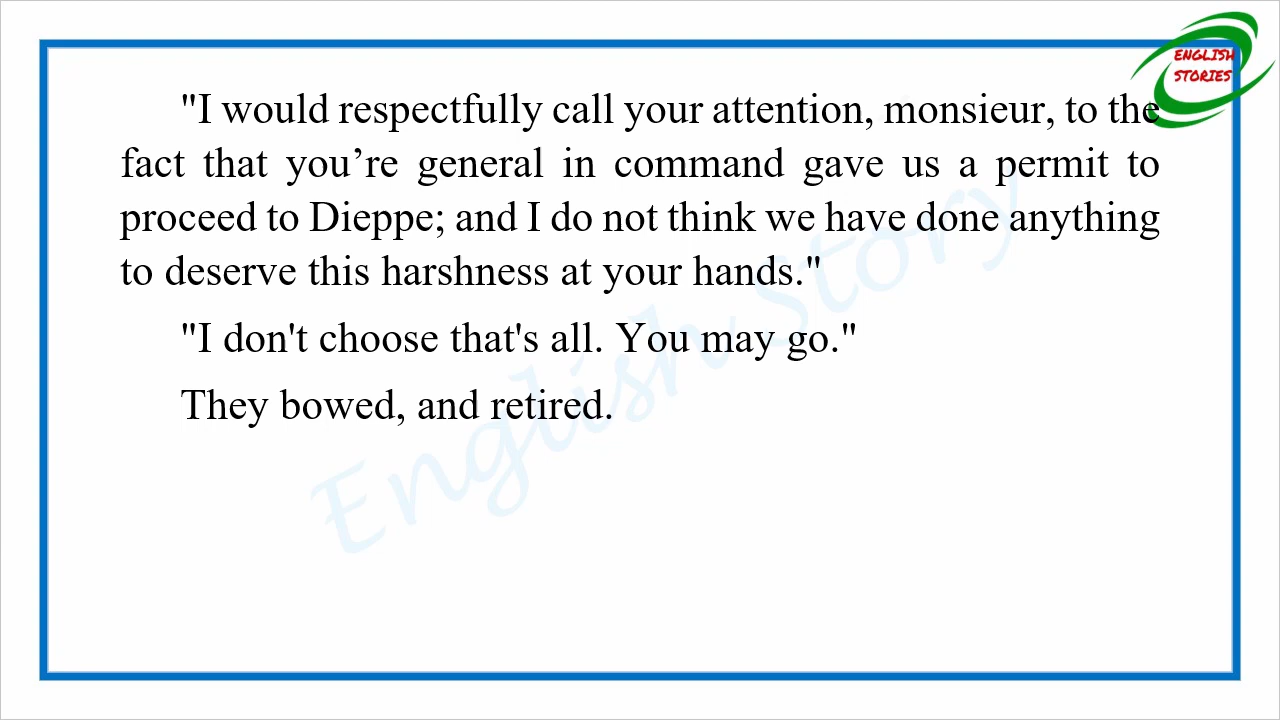 ENGLISH
STORIES
"I would respectfully call your attention, monsieur, to the
fact that you’re general in command gave us a permit to
proceed to Dieppe; and I do not think we have done anything
to deserve this harshness at your hands."
"I don't choose that's all. You may go."
They bowed, and retired.
English Story